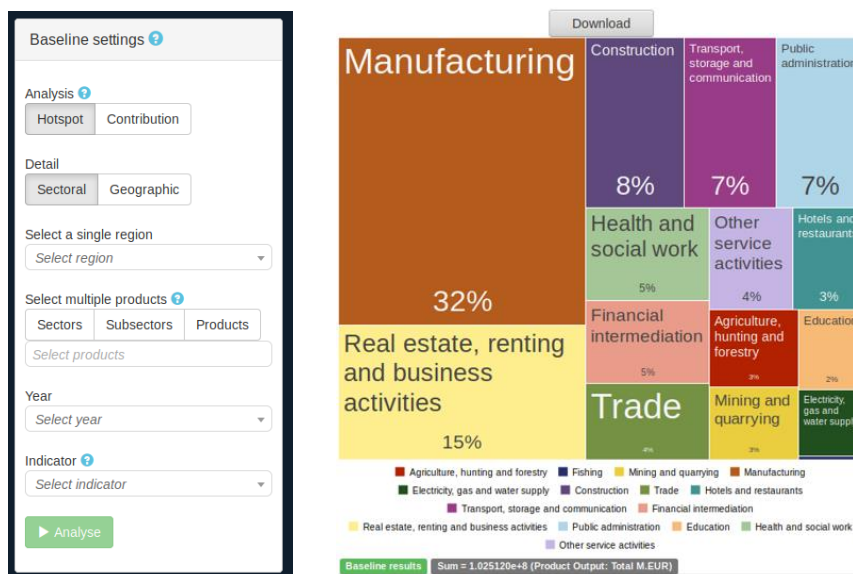 Baseline settings ?
Analysis ?
Hotspot Contribution
Detail
Sectoral Geographic
Select a single region
Select region
Select multiple products ?
Sectors Subsectors Products
Select products
Year
Select year
Indicator ?
Select indicator
Analyse
Download
Manufacturing
32%
Construction
8%
Transport,
storage and
communication
7%
Public
administration
7%
Health and
social work
5%
Other
service
activities
4%
Hotels and
restaurants
3%
Real estate, renting
and business
activities
15%
Financial
intermediation
5%
Agriculture,
hunting and
forestry
3%
Education
2%
Trade
4%
Mining and
quarrying
3%
Electricity,
gas and
water supply
Agriculture, hunting and forestry Fishing Mining and quarrying Manufacturing
Electricity, gas and water supply Construction Trade Hotels and restaurants
Transport, storage and communication Financial intermediation
Real estate, renting and business activities Public administration Education Health and social work
Other service activities
Baseline results Sum = 1.025120e+8 (Product Output: Total M.EUR)